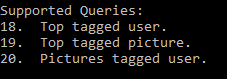 Supported Queries:
18.  Top tagged user.
19.  Top tagged picture.
20.  Pictures tagged user.